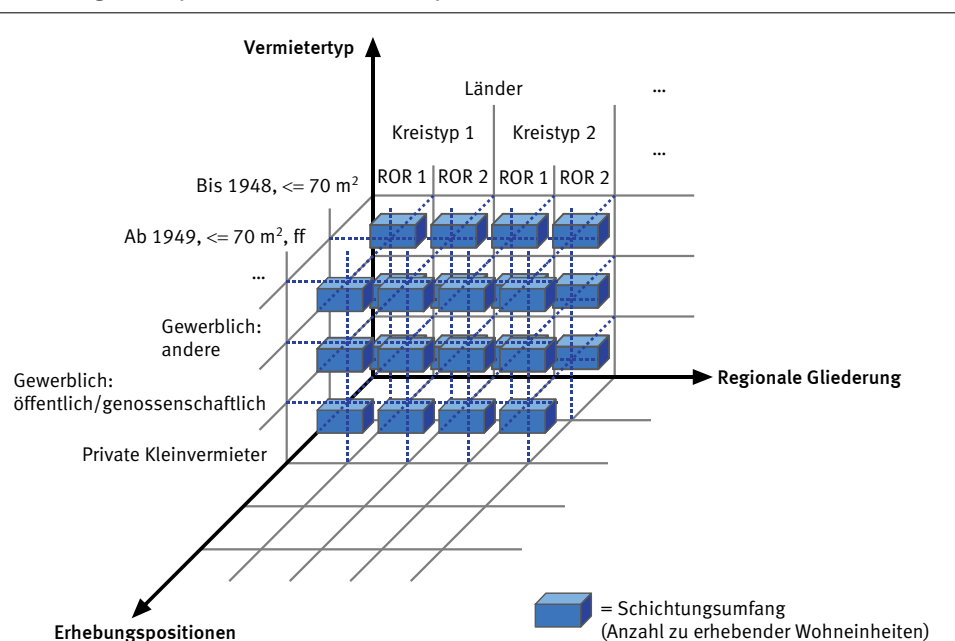 Vermietertyp
Länder
...
Kreistyp 1 Kreistyp 2
...
ROR 1 ROR 2 ROR 1 ROR 2
Bis 1948, <= 70 m²
Ab 1949, <= 70 m², ff
...
Gewerblich:
andere
Gewerblich:
öffentlich/genossenschaftlich
Regionale Gliederung
Private Kleinvermieter
Erhebungspositionen
= Schichtungsumfang
(Anzahl zu erhebender Wohneinheiten)